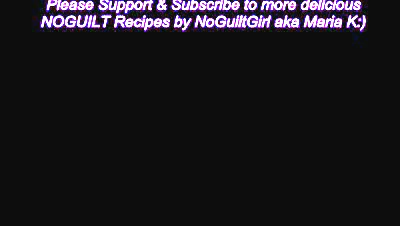 Please Support & Subscribe to more delicious
NOGUILT Recipes by NoGuiltGirl aka Maria K:)